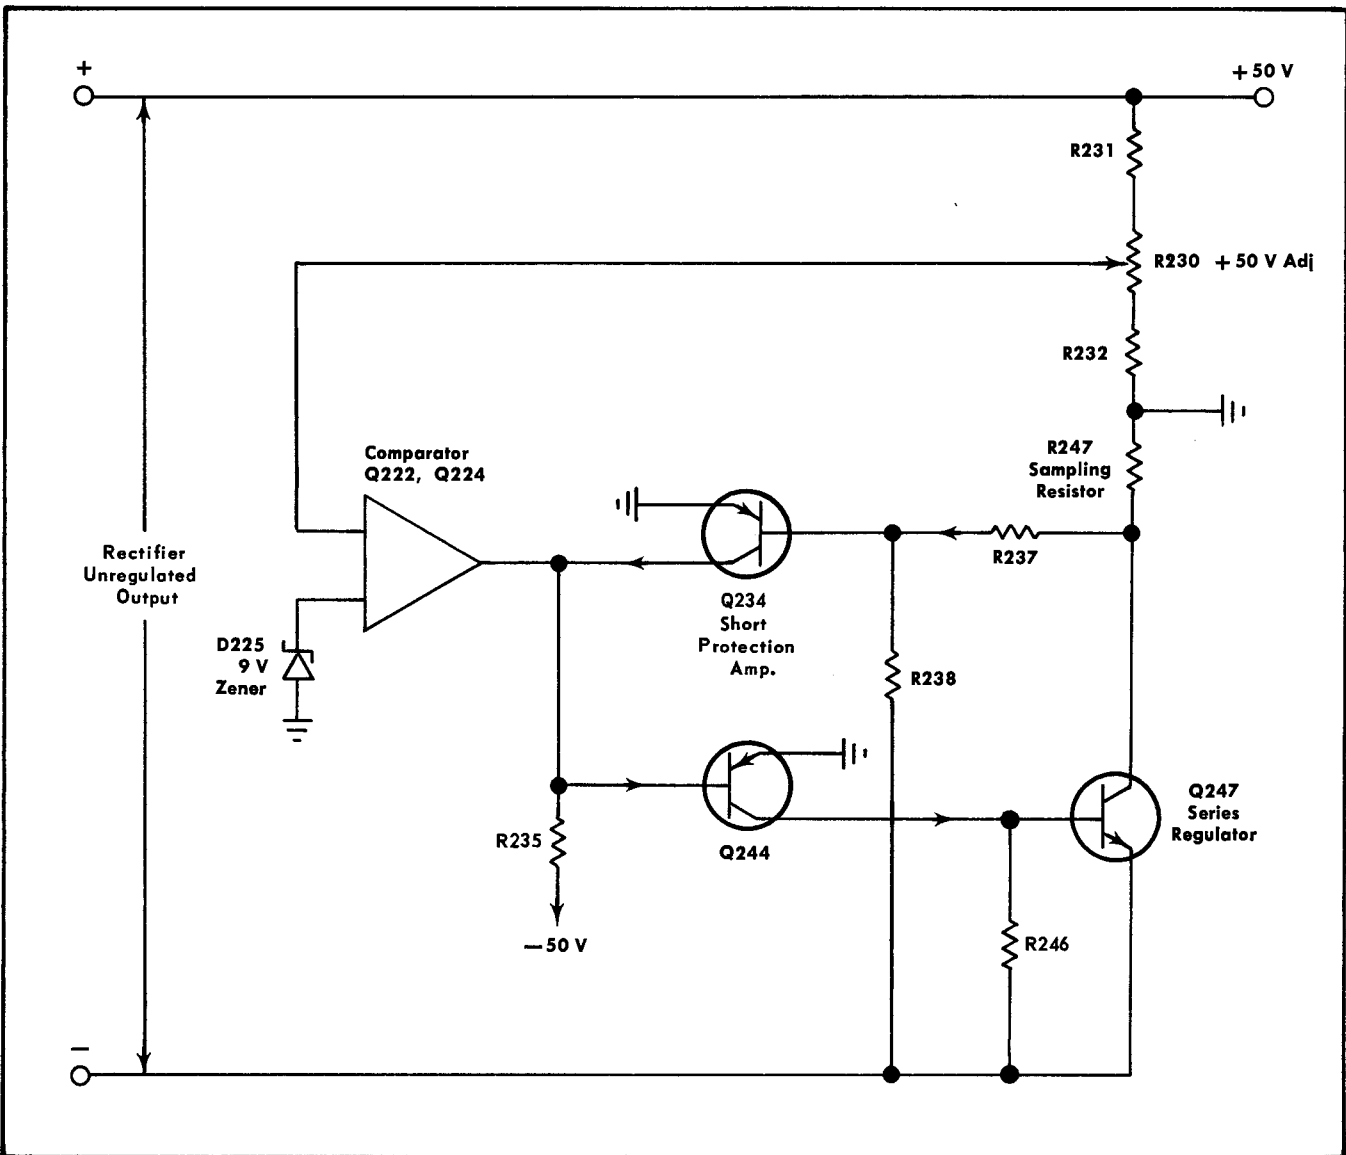 +
+ 50 V
R231
R230 + 50 V Adj
R232
R247
Sampling
Resistor
Comparator
Q222, Q224
R237
Rectifier
Unregulated
Output
Q234
Short
Protection
Amp.
D225
9 V
Zener
R238
Q247
Series
Regulator
R235
Q244
— 50 V
R246
—